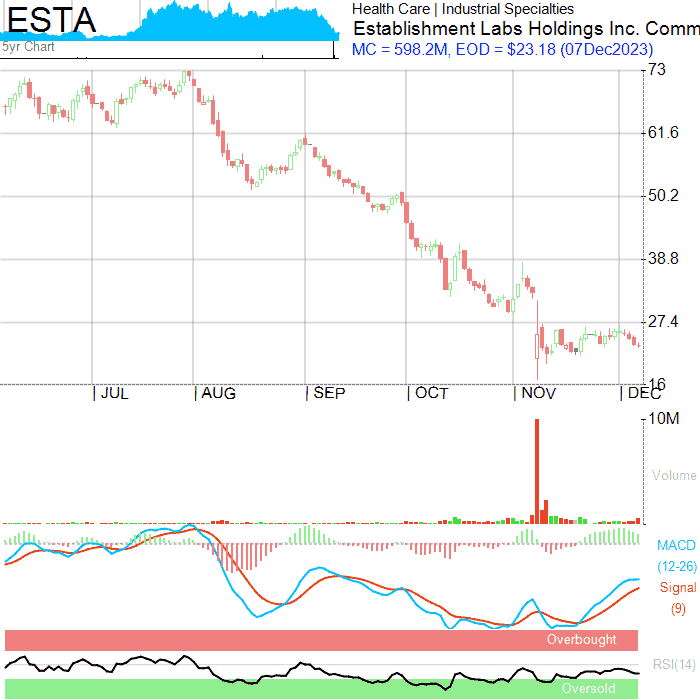 ESTA
5yr Chart
Health Care | Industrial Specialties
Establishment Labs Holdings Inc. Comm
MC = 598.2M, EOD = $23.18 (07Dec2023)
73
61.6
50.2
38.8
27.4
16
JUL
AUG
SEP
OCT
NOV
DEC
10M
Volume
MACD
(12-26)
Signal
(9)
Overbought
RSI(14)
Oversold